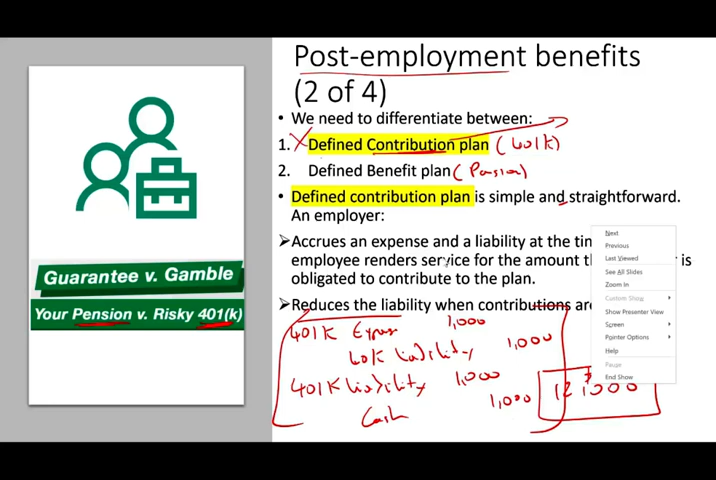 Post-employment benefits
(2 of 4)
• We need to differentiate between:
1. X Defined Contribution plan (401k)
2. Defined Benefit plan (Pension)
• Defined contribution plan is simple and straightforward.
An employer:
➢Accrues an expense and a liability at the tim
employee renders service for the amount th r is
obligated to contribute to the plan.
➢Reduces the liability when contributions are
Guarantee v. Gamble
Your Pension v. Risky 401(k)
Next
Previous
Last Viewed
See All Slides
Zoom In
Custom Show
Show Presenter View
Screen
Pointer Options
Help
Pause
End Show
401K Expense 1,000
401K liability 1,000
401K liability 1,000
Cash 1,000